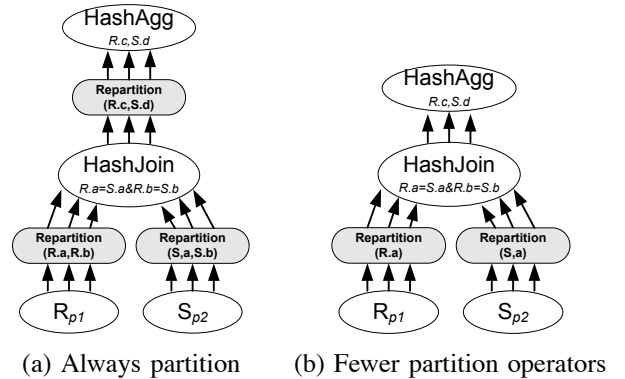 HashAgg
R.c,S.d
Repartition
(R.c,S.d)
HashJoin
R.a=S.a&R.b=S.b
Repartition
(R.a,R.b)
Repartition
(S,a,S.b)
Rp1
Sp2
(a) Always partition
HashAgg
R.c,S.d
HashJoin
R.a=S.a&R.b=S.b
Repartition
(R.a)
Repartition
(S,a)
Rp1
Sp2
(b) Fewer partition operators